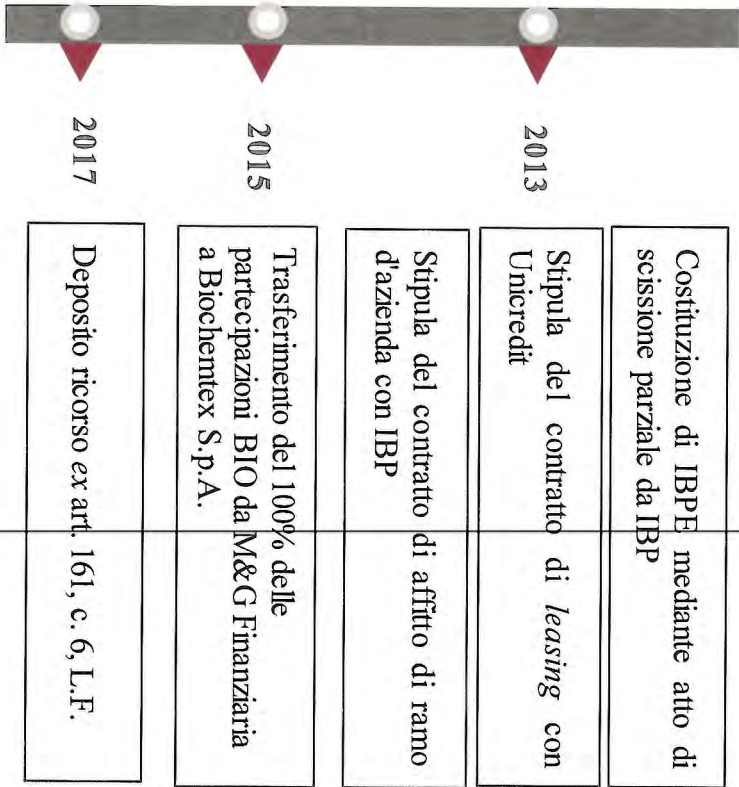 2013
Costituzione di IBPE mediante atto di
scissione parziale da IBP
Stipula del contratto di leasing con
Unicredit
Stipula del contratto di affitto di ramo
d'azienda con IBP
2015
Trasferimento del 100% delle
partecipazioni BIO da M&G Finanziaria
a Biochemtex S.p.A.
2017
Deposito ricorso ex art. 161, c. 6, L.F.